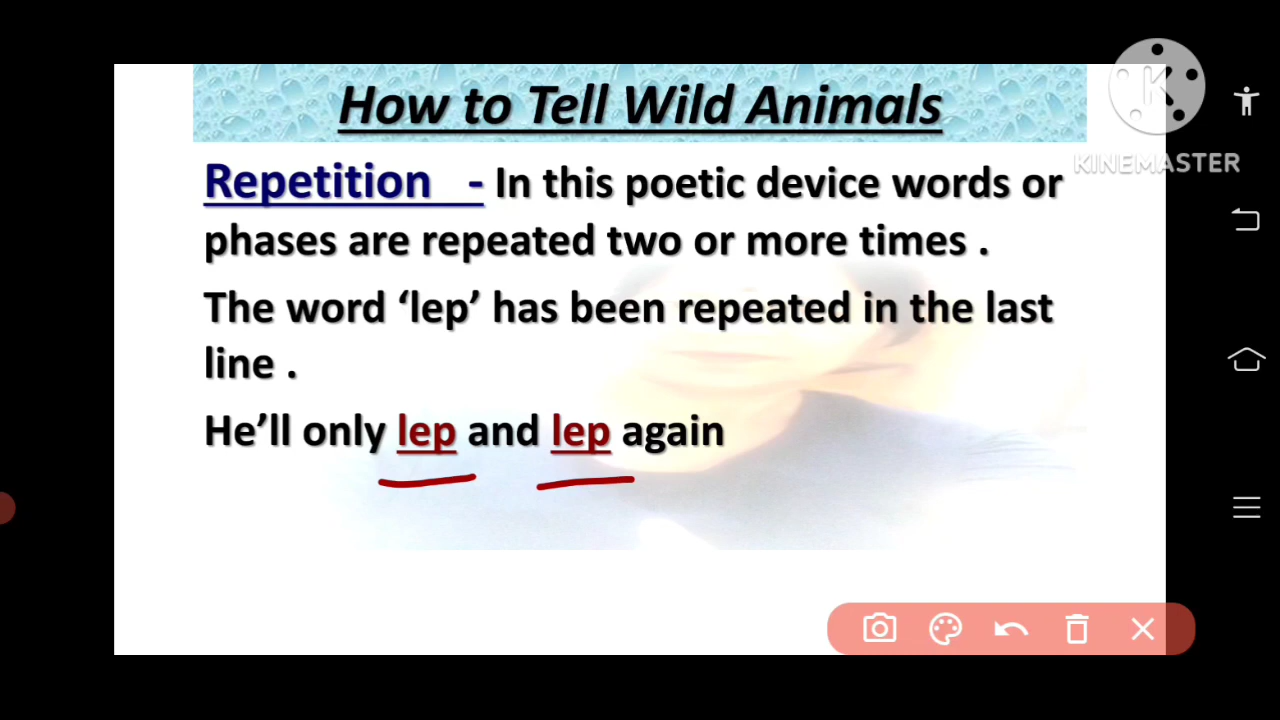 How to Tell Wild Animals
KINEMASTER
Repetition - In this poetic device words or
phases are repeated two or more times .
The word ‘lep’ has been repeated in the last
line .
He’ll only lep and lep again